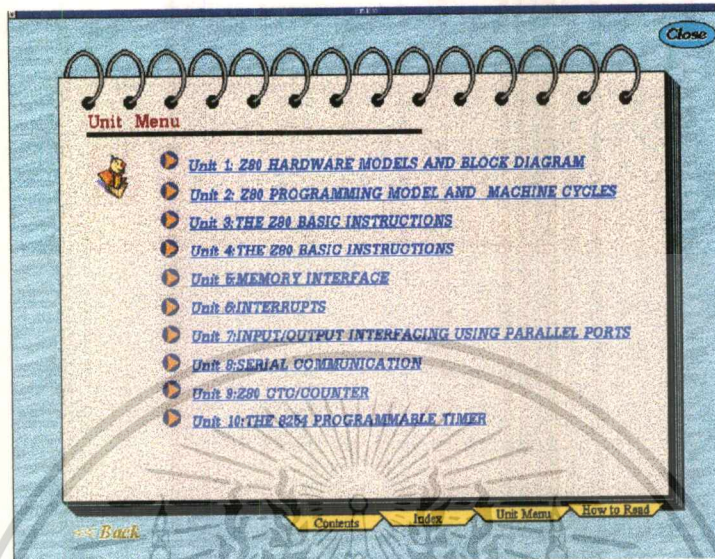 Close
Unit Menu
Unit 1: Z80 HARDWARE MODELS AND BLOCK DIAGRAM
Unit 2: Z80 PROGRAMMING MODEL AND MACHINE CYCLES
Unit 3:THE Z80 BASIC INSTRUCTIONS
Unit 4:THE Z80 BASIC INSTRUCTIONS
Unit 5:MEMORY INTERFACE
Unit 6:INTERRUPTS
Unit 7:INPUT/OUTPUT INTERFACING USING PARALLEL PORTS
Unit 8:SERIAL COMMUNICATION
Unit 9:Z80 CTC/COUNTER
Unit 10:THE 8254 PROGRAMMABLE TIMER
<< Back
Contents
Index
Unit Menu
How to Read